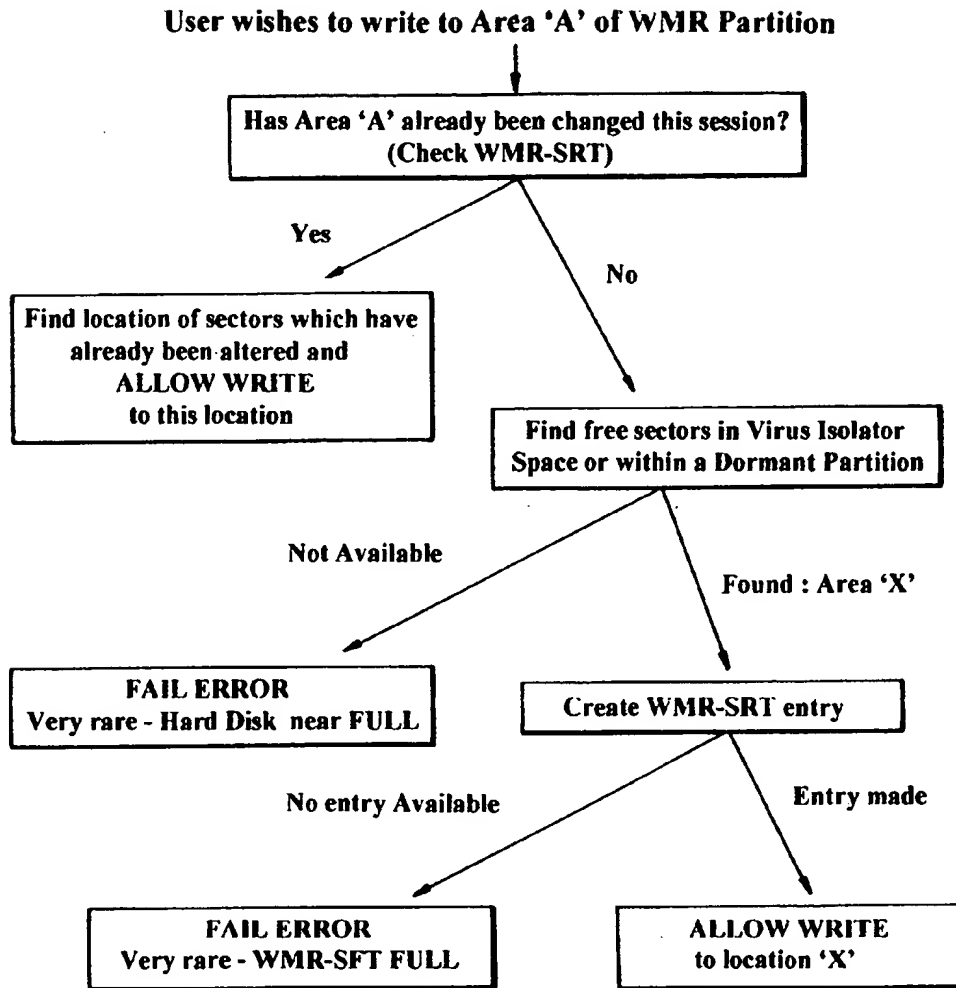 User wishes to write to Area ‘A’ of WMR Partition
Has Area ‘A’ already been changed this session?
(Check WMR-SRT)
Yes
No
Find location of sectors which have
already been altered and
ALLOW WRITE
to this location
Find free sectors in Virus Isolator
Space or within a Dormant Partition
Not Available
Found : Area ‘X’
FAIL ERROR
Very rare - Hard Disk near FULL
Create WMR-SRT entry
No entry Available
Entry made
FAIL ERROR
Very rare - WMR-SFT FULL
ALLOW WRITE
to location ‘X’